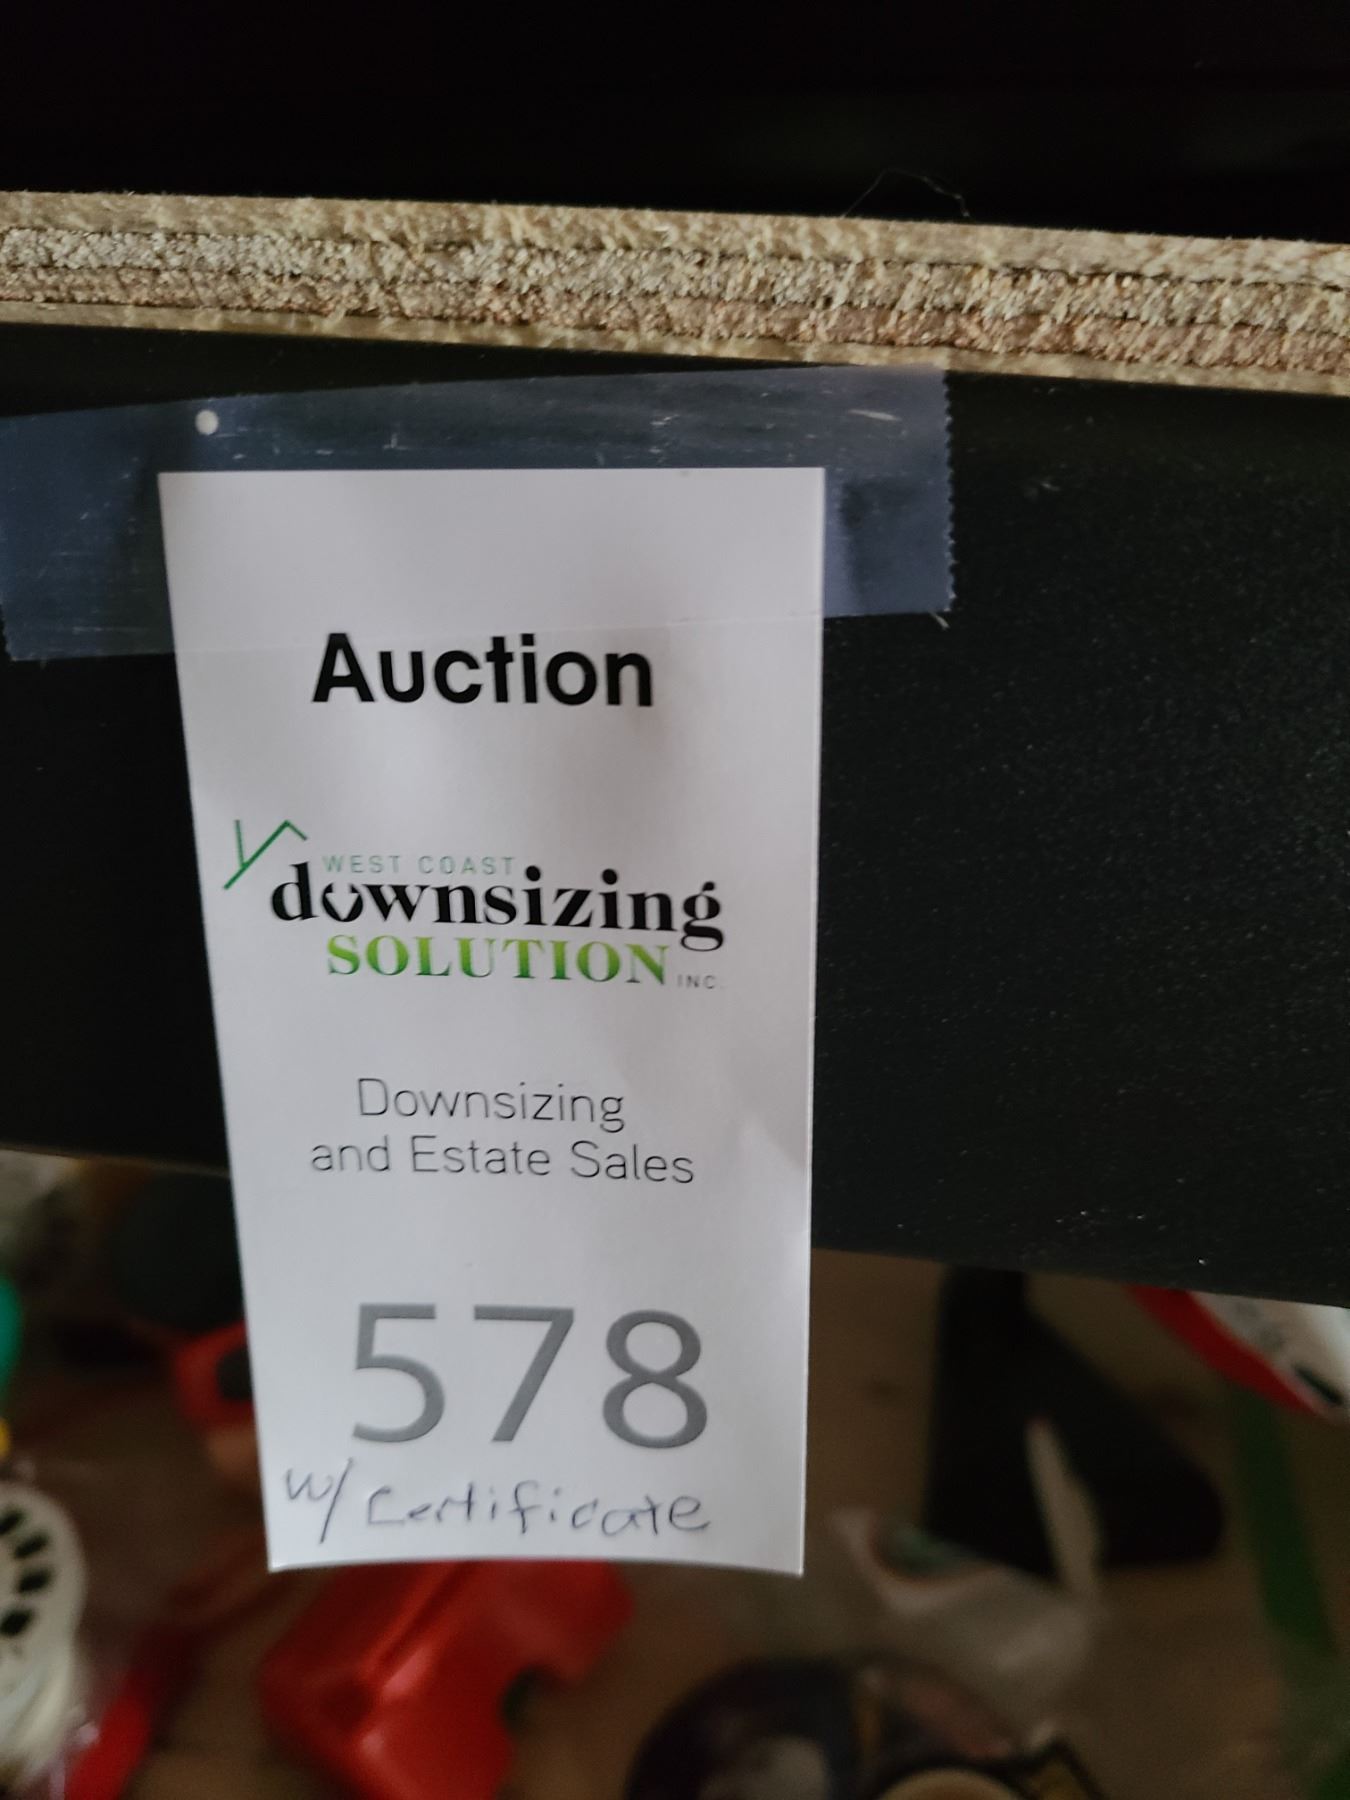 Auction
WEST COAST
downsizing
SOLUTION INC.
Downsizing
and Estate Sales
578
w/ Certificate